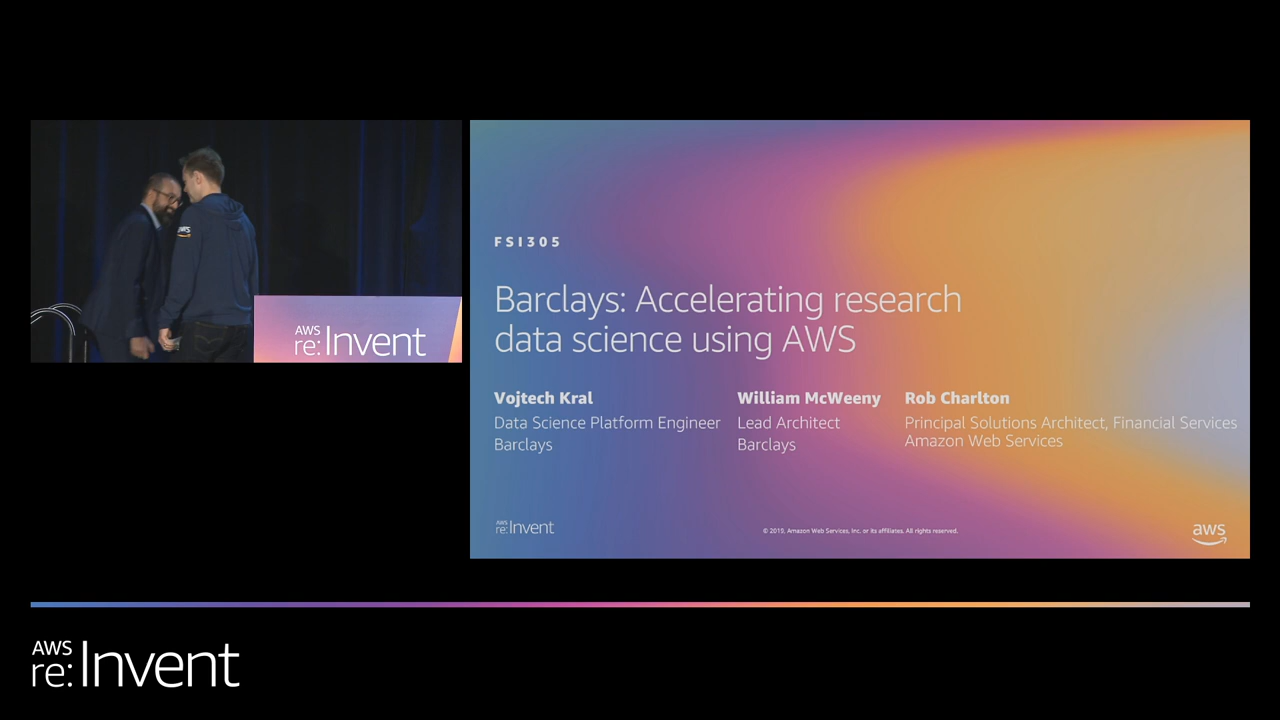 aws
AWS
re:Invent
FSI305
Barclays: Accelerating research
data science using AWS
Vojtech Kral
Data Science Platform Engineer
Barclays
William McWeeny
Lead Architect
Barclays
Rob Charlton
Principal Solutions Architect, Financial Services
Amazon Web Services
AWS
re:Invent
© 2019, Amazon Web Services, Inc. or its affiliates. All rights reserved.
aws
AWS
re:Invent